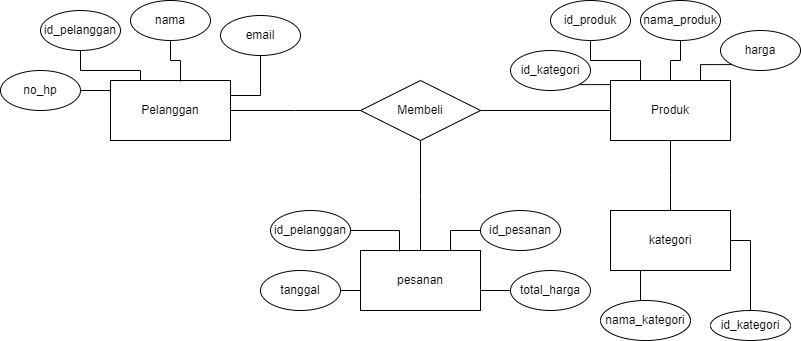 id_pelanggan
nama
email
no_hp
Pelanggan
Membeli
id_produk
nama_produk
harga
id_kategori
Produk
id_pelanggan
id_pesanan
tanggal
pesanan
total_harga
kategori
nama_kategori
id_kategori